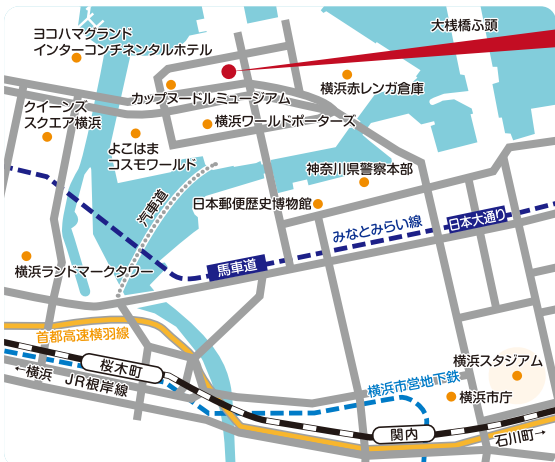 大桟橋ふ頭
ヨコハマグランド
インターコンチネンタルホテル
カップヌードルミュージアム
横浜赤レンガ倉庫
クイーンズ
スクエア横浜
横浜ワールドポーターズ
よこはま
コスモワールド
神奈川県警察本部
汽車道
日本郵便歴史博物館
みなとみらい線
日本大通り
横浜ランドマークタワー
馬車道
首都高速横羽線
桜木町
横浜スタジアム
←横浜 JR根岸線
横浜市営地下鉄
横浜市庁
関内
石川町→